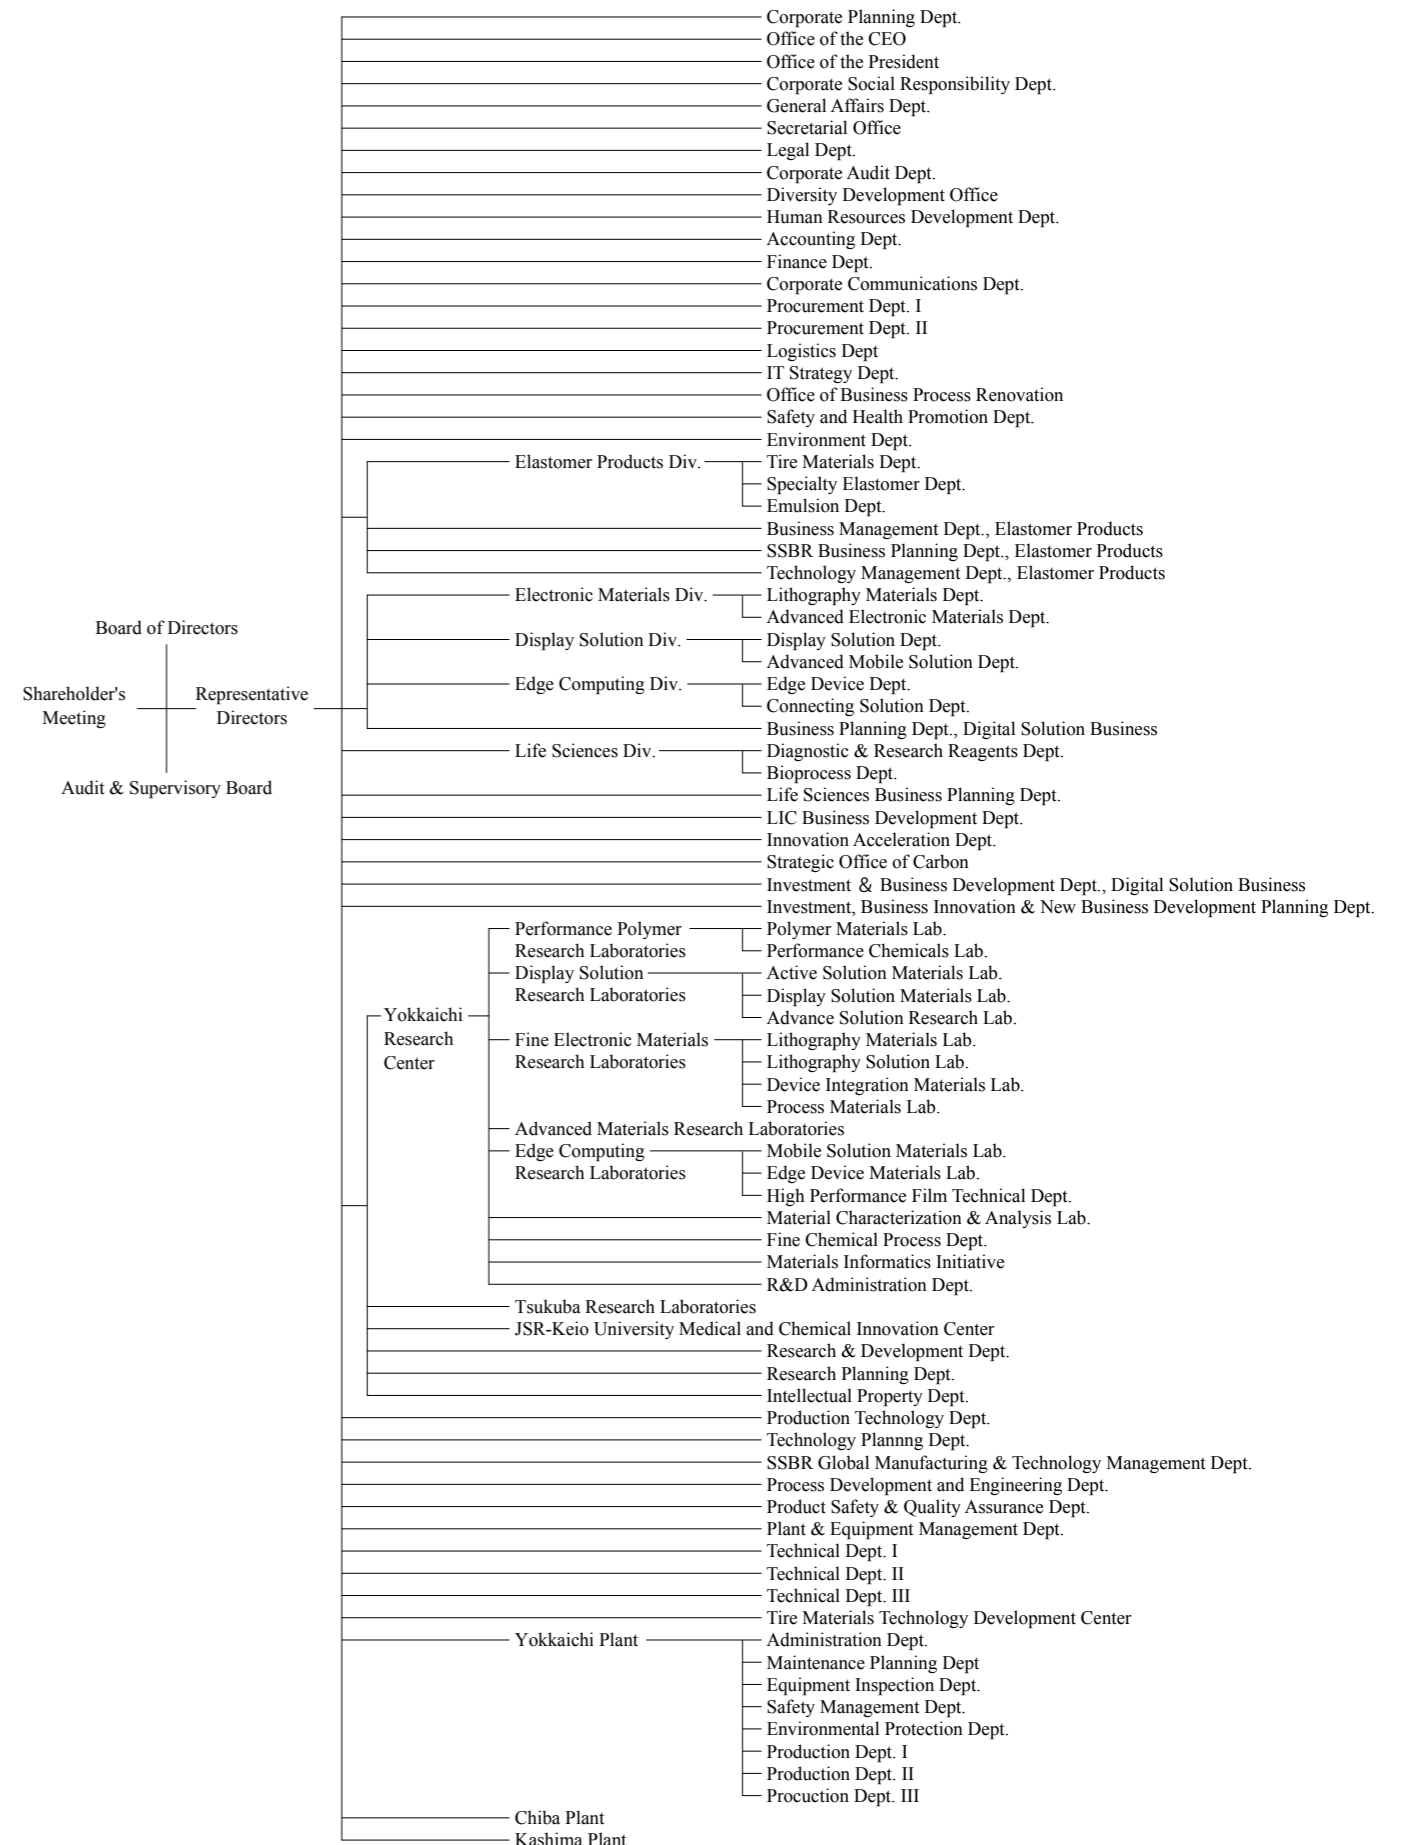 Corporate Planning Dept.
Office of the CEO
Office of the President
Corporate Social Responsibility Dept.
General Affairs Dept.
Secretarial Office
Legal Dept.
Corporate Audit Dept.
Diversity Development Office
Human Resources Development Dept.
Accounting Dept.
Finance Dept.
Corporate Communications Dept.
Procurement Dept. I
Procurement Dept. II
Logistics Dept
IT Strategy Dept.
Office of Business Process Renovation
Safety and Health Promotion Dept.
Environment Dept.
Elastomer Products Div.
Tire Materials Dept.
Specialty Elastomer Dept.
Emulsion Dept.
Business Management Dept., Elastomer Products
SSBR Business Planning Dept., Elastomer Products
Technology Management Dept., Elastomer Products
Electronic Materials Div.
Lithography Materials Dept.
Advanced Electronic Materials Dept.
Board of Directors
Display Solution Div.
Display Solution Dept.
Advanced Mobile Solution Dept.
Shareholder's
Meeting
Representative
Directors
Edge Computing Div.
Edge Device Dept.
Connecting Solution Dept.
Business Planning Dept., Digital Solution Business
Life Sciences Div.
Diagnostic & Research Reagents Dept.
Bioprocess Dept.
Audit & Supervisory Board
Life Sciences Business Planning Dept.
LIC Business Development Dept.
Innovation Acceleration Dept.
Strategic Office of Carbon
Investment & Business Development Dept., Digital Solution Business
Investment, Business Innovation & New Business Development Planning Dept.
Yokkaichi
Research
Center
Performance Polymer
Research Laboratories
Polymer Materials Lab.
Performance Chemicals Lab.
Display Solution
Research Laboratories
Active Solution Materials Lab.
Display Solution Materials Lab.
Advance Solution Research Lab.
Fine Electronic Materials
Research Laboratories
Lithography Materials Lab.
Lithography Solution Lab.
Device Integration Materials Lab.
Process Materials Lab.
Advanced Materials Research Laboratories
Edge Computing
Research Laboratories
Mobile Solution Materials Lab.
Edge Device Materials Lab.
High Performance Film Technical Dept.
Material Characterization & Analysis Lab.
Fine Chemical Process Dept.
Materials Informatics Initiative
R&D Administration Dept.
Tsukuba Research Laboratories
JSR-Keio University Medical and Chemical Innovation Center
Research & Development Dept.
Research Planning Dept.
Intellectual Property Dept.
Production Technology Dept.
Technology Plannng Dept.
SSBR Global Manufacturing & Technology Management Dept.
Process Development and Engineering Dept.
Product Safety & Quality Assurance Dept.
Plant & Equipment Management Dept.
Technical Dept. I
Technical Dept. II
Technical Dept. III
Tire Materials Technology Development Center
Yokkaichi Plant
Administration Dept.
Maintenance Planning Dept
Equipment Inspection Dept.
Safety Management Dept.
Environmental Protection Dept.
Production Dept. I
Production Dept. II
Procuction Dept. III
Chiba Plant
Kashima Plant